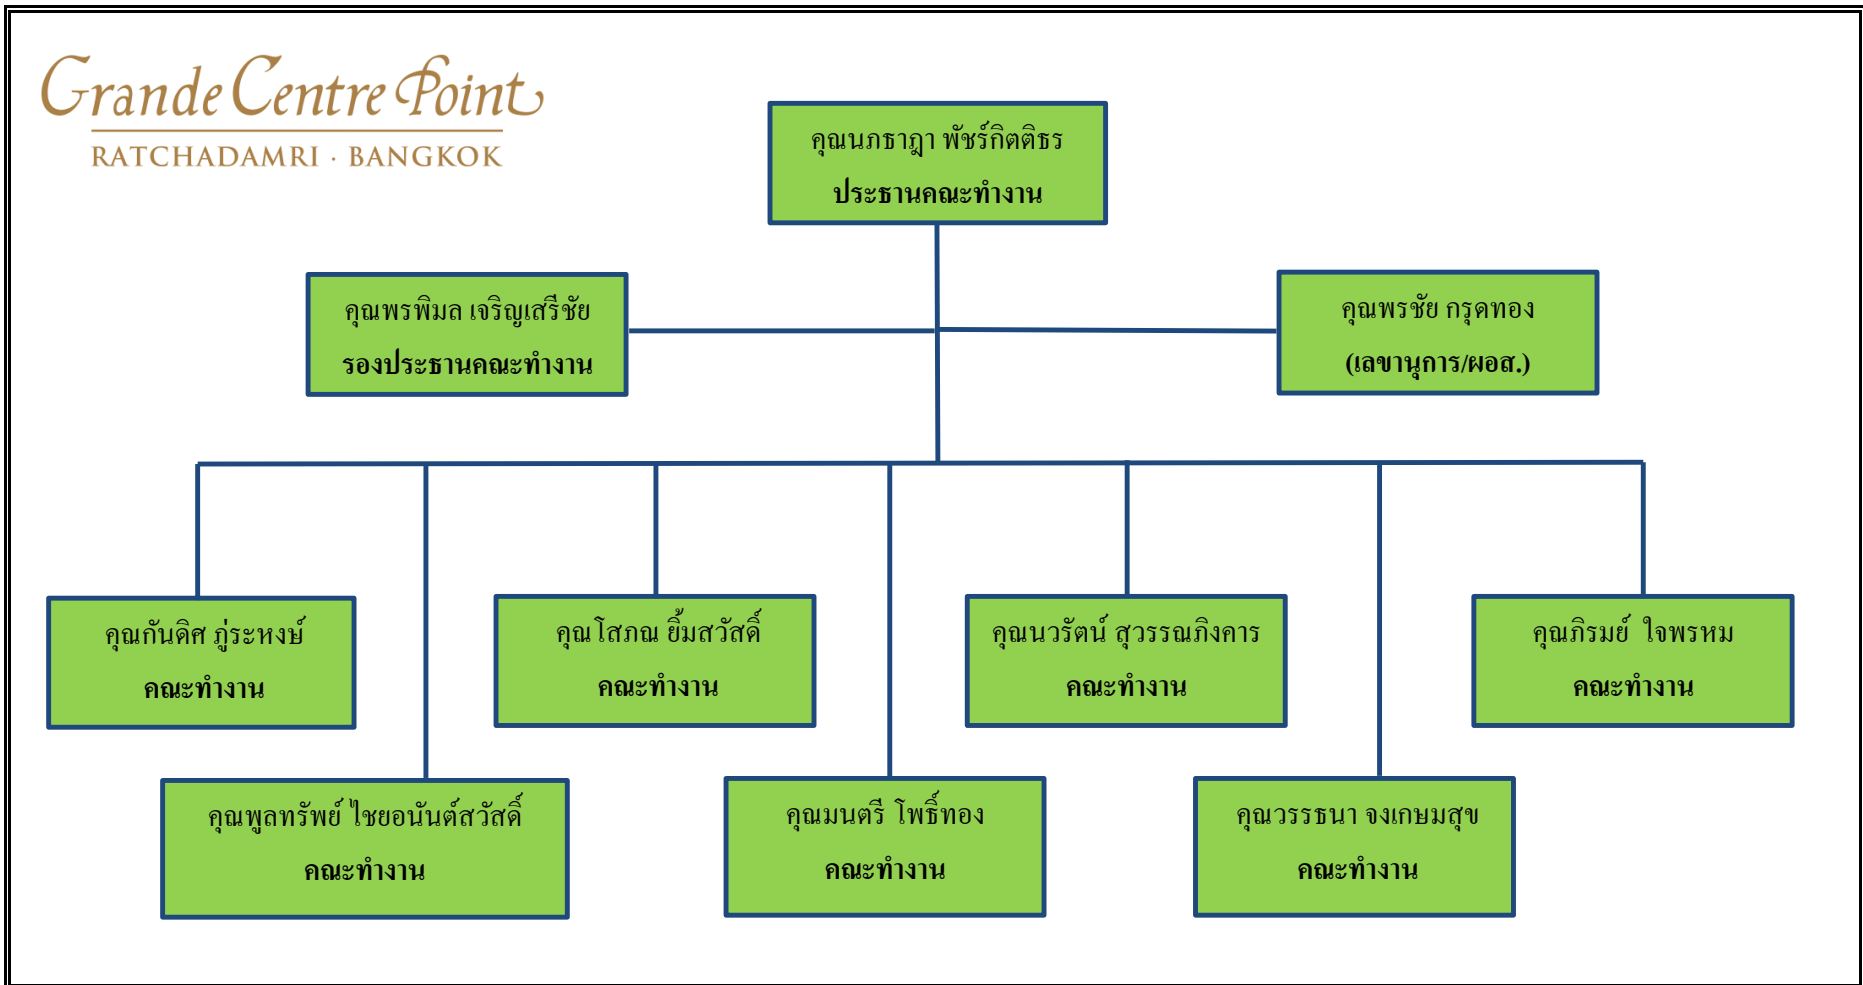 Grande Centre Point
RATCHADAMRI · BANGKOK
คุณนภธาฎา พัชร์กิตติธร
ประธานคณะทำงาน
คุณพรพิมล เจริญเสรีชัย
รองประธานคณะทำงาน
คุณพรชัย กรุดทอง
(เลขานุการ/ผอส.)
คุณกันดิศ ภู่ระหงษ์
คณะทำงาน
คุณโสภณ ยิ้มสวัสดิ์
คณะทำงาน
คุณนวรัตน์ สุวรรณภิงคาร
คณะทำงาน
คุณภิรมย์ ใจพรหม
คณะทำงาน
คุณพูลทรัพย์ ไชยอนันต์สวัสดิ์
คณะทำงาน
คุณมนตรี โพธิ์ทอง
คณะทำงาน
คุณวรรธนา จงเกษมสุข
คณะทำงาน